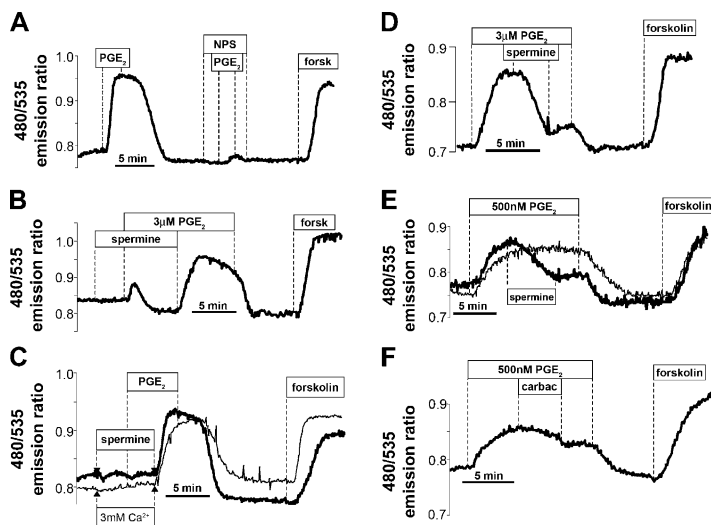 A
480/535
emission ratio
1.0
0.9
0.8
PGE2
NPS
PGE2
forsk
5 min
B
480/535
emission ratio
1.0
0.9
0.8
3μM PGE2
spermine
forsk
5 min
C
480/535
emission ratio
1.0
0.9
0.8
PGE2
spermine
forskolin
5 min
3mM Ca2+
D
480/535
emission ratio
0.9
0.8
0.7
3μM PGE2
spermine
forskolin
5 min
E
480/535
emission ratio
0.9
0.8
0.7
500nM PGE2
forskolin
spermine
5 min
F
480/535
emission ratio
0.9
0.8
0.7
500nM PGE2
carbac
forskolin
5 min